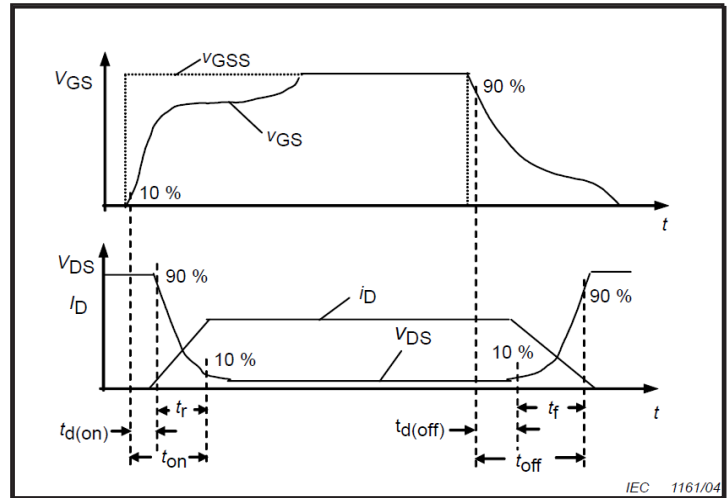 vGSS
VGS
90 %
vGS
10 %
t
VDS
90 %
iD
90 %
ID
10 %
VDS
10 %
tr
tf
t
td(on)
td(off)
ton
toff
IEC 1161/04